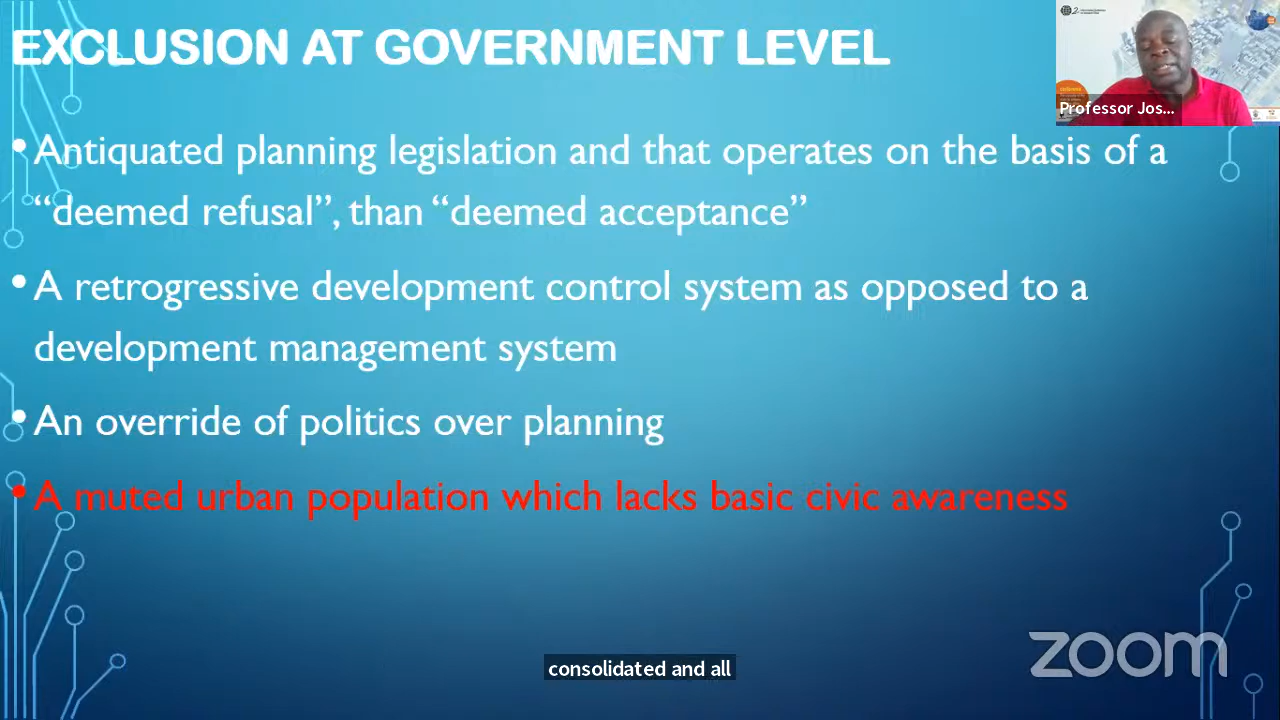 EXCLUSION AT GOVERNMENT LEVEL
Professor Jos...
• Antiquated planning legislation and that operates on the basis of a
“deemed refusal”, than “deemed acceptance”
• A retrogressive development control system as opposed to a
development management system
• An override of politics over planning
• A muted urban population which lacks basic civic awareness
consolidated and all
zoom